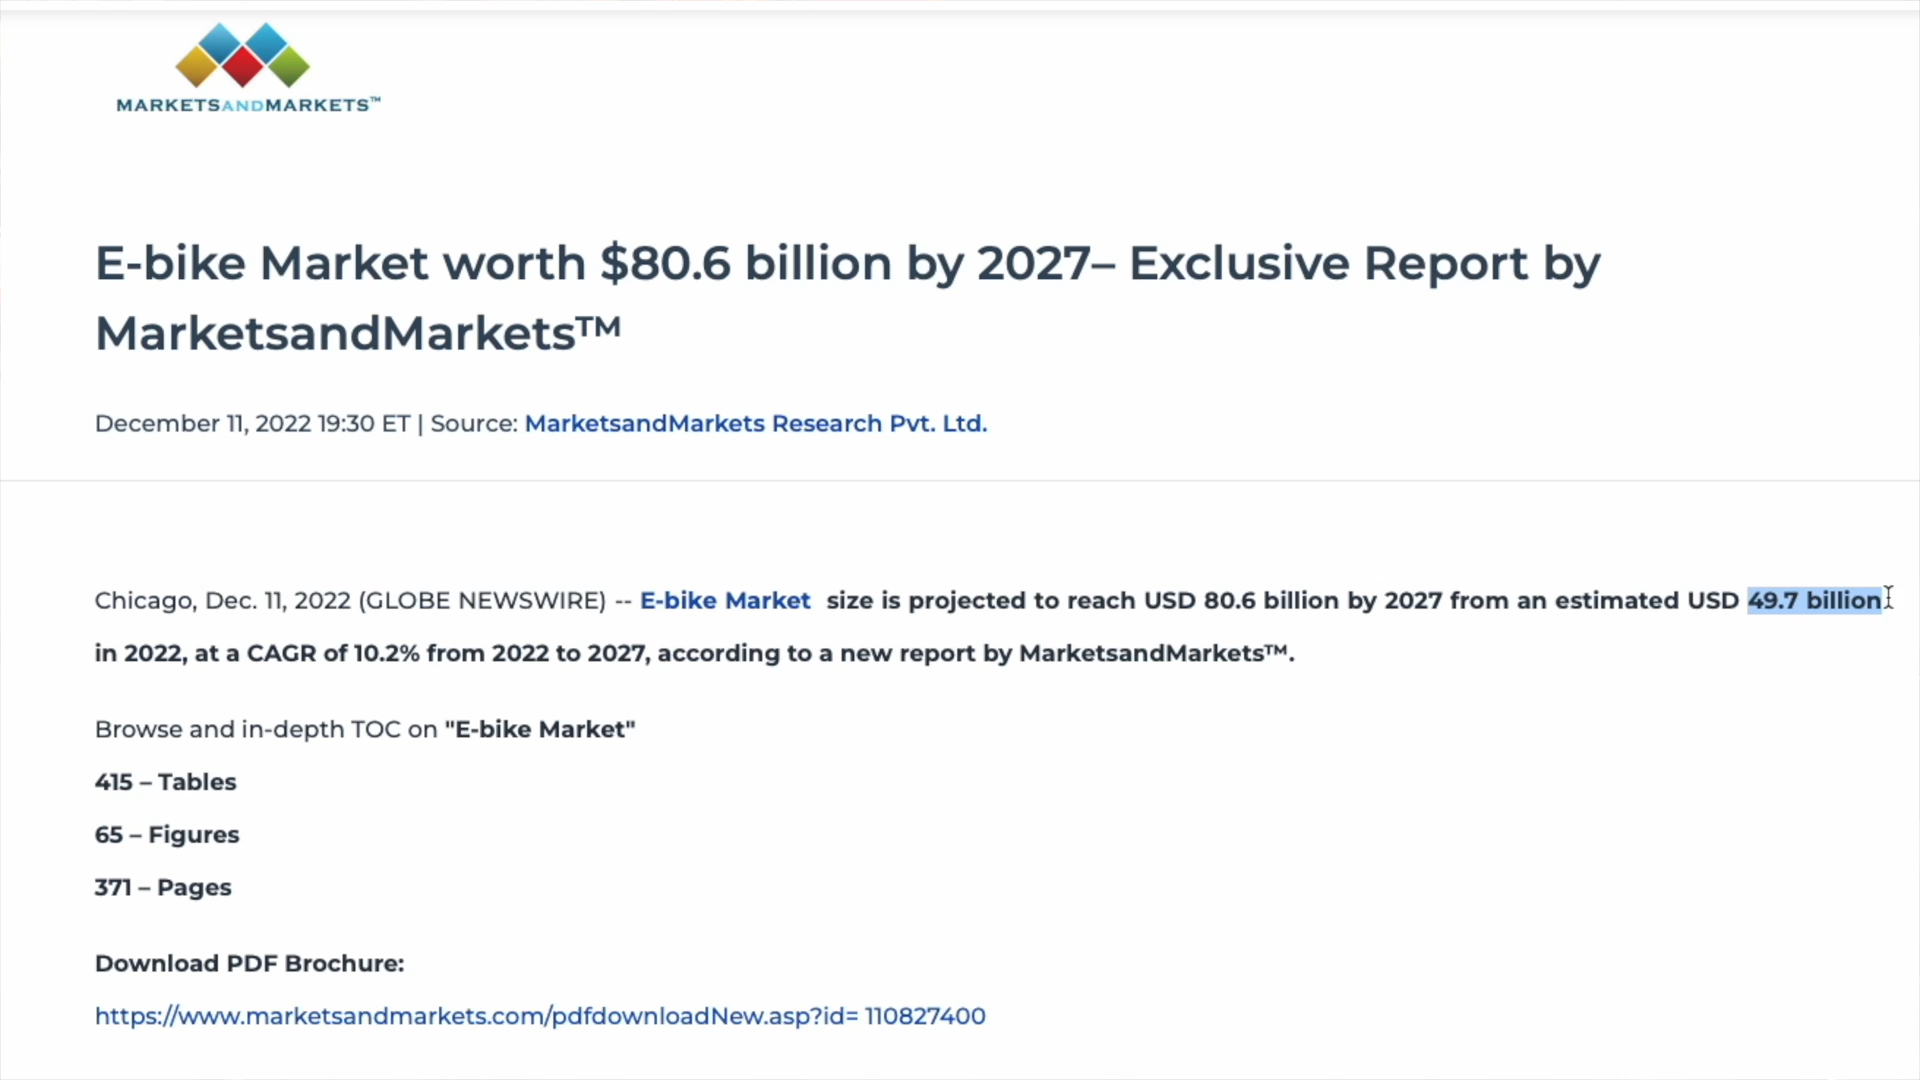 MARKETSANDMARKETS™
E-bike Market worth $80.6 billion by 2027– Exclusive Report by
MarketsandMarkets™
December 11, 2022 19:30 ET | Source: MarketsandMarkets Research Pvt. Ltd.
Chicago, Dec. 11, 2022 (GLOBE NEWSWIRE) -- E-bike Market size is projected to reach USD 80.6 billion by 2027 from an estimated USD 49.7 billion
in 2022, at a CAGR of 10.2% from 2022 to 2027, according to a new report by MarketsandMarkets™.
Browse and in-depth TOC on "E-bike Market"
415 – Tables
65 – Figures
371 – Pages
Download PDF Brochure:
https://www.marketsandmarkets.com/pdfdownloadNew.asp?id= 110827400